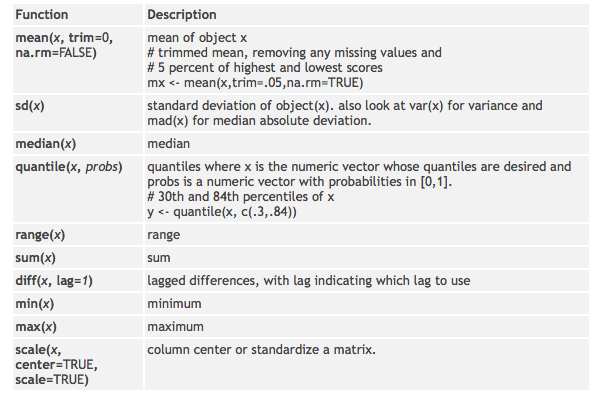 Function Description
mean(x, trim=0, mean of object x
na.rm=FALSE) # trimmed mean, removing any missing values and
# 5 percent of highest and lowest scores
mx <- mean(x,trim=.05,na.rm=TRUE)
sd(x) standard deviation of object(x). also look at var(x) for variance and
mad(x) for median absolute deviation.
median(x) median
quantile(x, probs) quantiles where x is the numeric vector whose quantiles are desired and
probs is a numeric vector with probabilities in [0,1].
# 30th and 84th percentiles of x
y <- quantile(x, c(.3,.84))
range(x) range
sum(x) sum
diff(x, lag=1) lagged differences, with lag indicating which lag to use
min(x) minimum
max(x) maximum
scale(x, column center or standardize a matrix.
center=TRUE,
scale=TRUE)